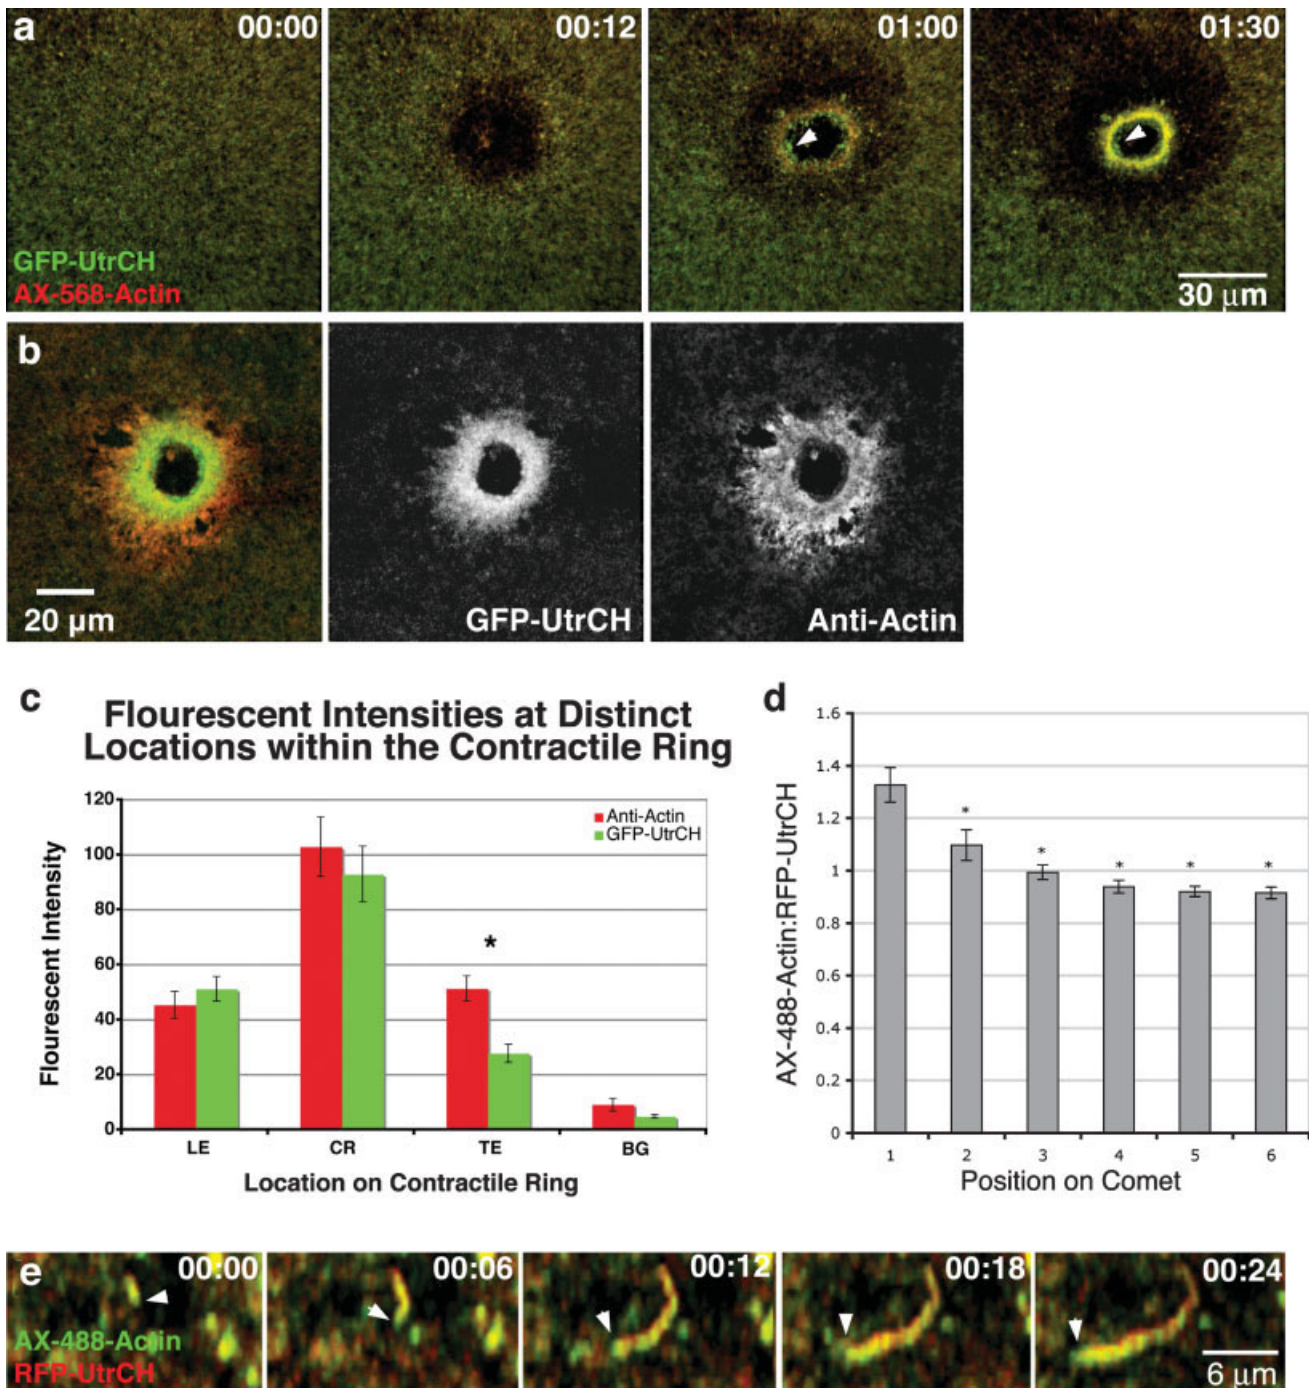 a
00:00
00:12
01:00
01:30
GFP-UtrCH
AX-568-Actin
30 µm
b
20 µm
GFP-UtrCH
Anti-Actin
c
Flourescent Intensities at Distinct
Locations within the Contractile Ring
Flourescent Intensity
120
100
80
60
40
20
0
Anti-Actin
GFP-UtrCH
*
LE
CR
TE
BG
Location on Contractile Ring
d
AX-488-Actin:RFP-UtrCH
1.6
1.4
1.2
1
0.8
0.6
0.4
0.2
0
* * * * *
1 2 3 4 5 6
Position on Comet
e
00:00
00:06
00:12
00:18
00:24
AX-488-Actin
RFP-UtrCH
6 µm